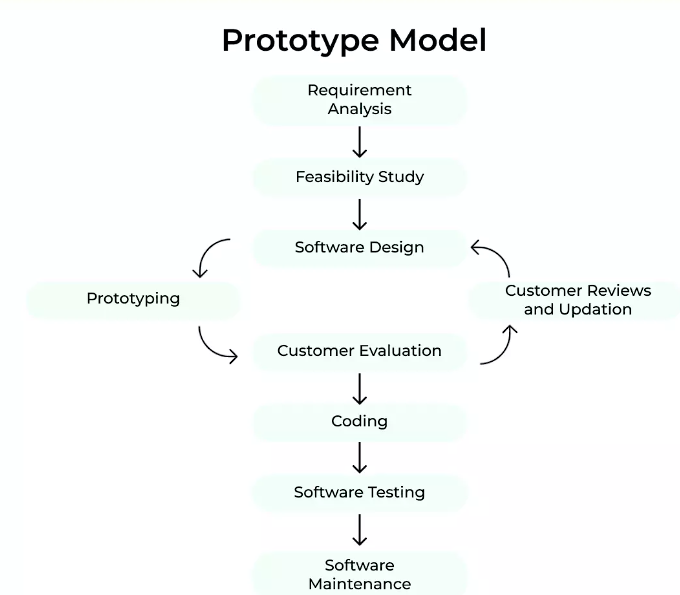 Prototype Model
Requirement
Analysis
Feasibility Study
Software Design
Prototyping
Customer Reviews
and Updation
Customer Evaluation
Coding
Software Testing
Software
Maintenance